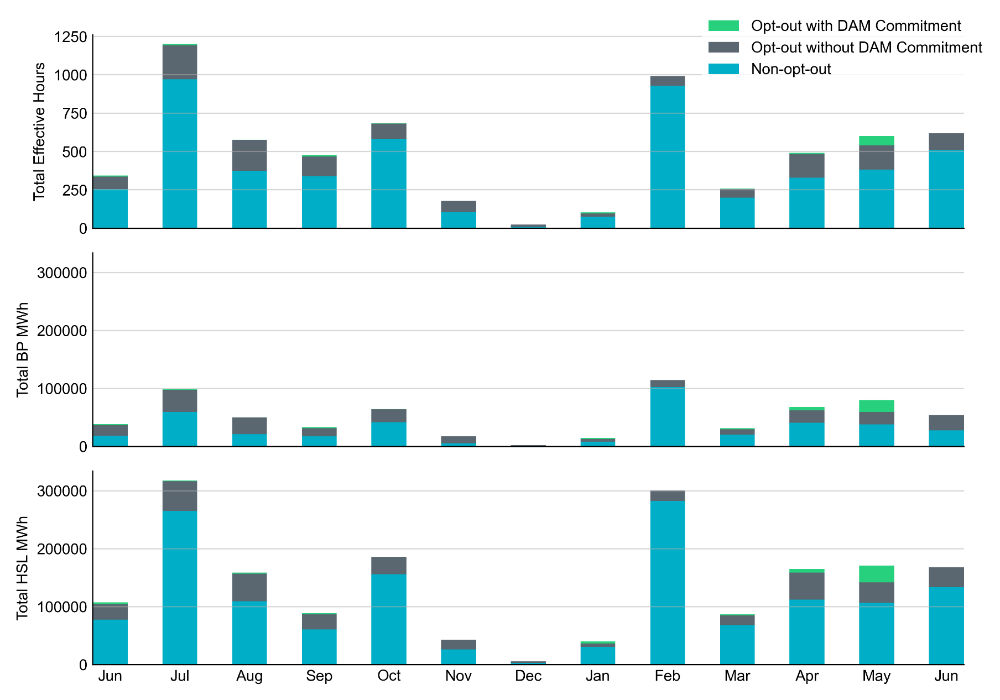 Opt-out with DAM Commitment
Opt-out without DAM Commitment
Non-opt-out
Total Effective Hours
1250
1000
750
500
250
0
Total BP MWh
300000
200000
100000
0
Total HSL MWh
300000
200000
100000
0
Jun Jul Aug Sep Oct Nov Dec Jan Feb Mar Apr May Jun